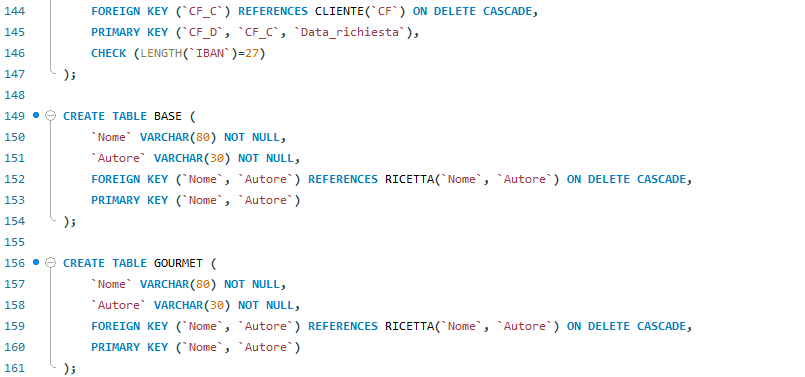 144 FOREIGN KEY (`CF_C`) REFERENCES CLIENTE(`CF`) ON DELETE CASCADE,
145 PRIMARY KEY (`CF_D`, `CF_C`, `Data_richiesta`),
146 CHECK (LENGTH(`IBAN`)=27)
147 );
148
149 CREATE TABLE BASE (
150 `Nome` VARCHAR(80) NOT NULL,
151 `Autore` VARCHAR(30) NOT NULL,
152 FOREIGN KEY (`Nome`, `Autore`) REFERENCES RICETTA(`Nome`, `Autore`) ON DELETE CASCADE,
153 PRIMARY KEY (`Nome`, `Autore`)
154 );
155
156 CREATE TABLE GOURMET (
157 `Nome` VARCHAR(80) NOT NULL,
158 `Autore` VARCHAR(30) NOT NULL,
159 FOREIGN KEY (`Nome`, `Autore`) REFERENCES RICETTA(`Nome`, `Autore`) ON DELETE CASCADE,
160 PRIMARY KEY (`Nome`, `Autore`)
161 );